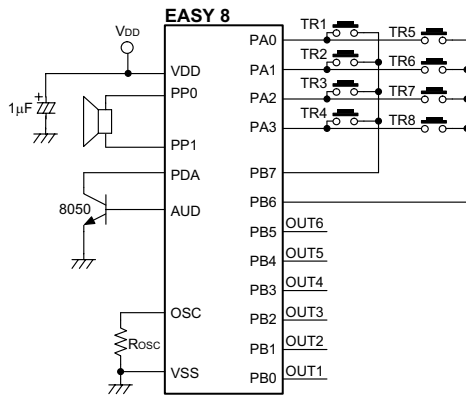 EASY 8
VDD
1µF
+
VDD
PP0
PP1
PDA
8050
AUD
OSC
ROSC
VSS
PA0
PA1
PA2
PA3
PB7
PB6
PB5
PB4
PB3
PB2
PB1
PB0
TR1
TR2
TR3
TR4
TR5
TR6
TR7
TR8
OUT6
OUT5
OUT4
OUT3
OUT2
OUT1